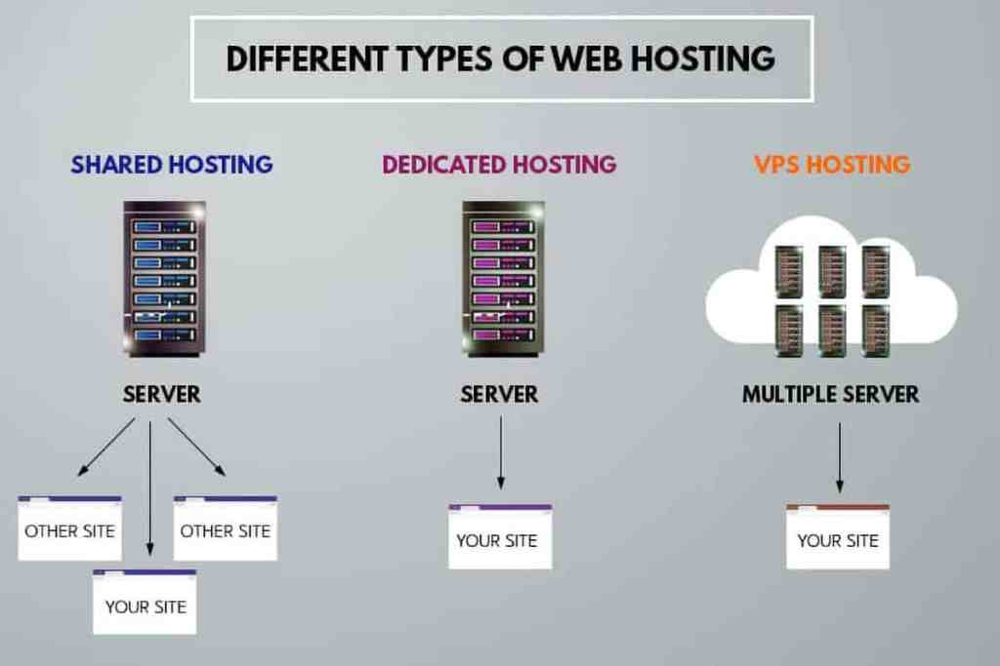 DIFFERENT TYPES OF WEB HOSTING
SHARED HOSTING
DEDICATED HOSTING
VPS HOSTING
SERVER
SERVER
MULTIPLE SERVER
OTHER SITE
OTHER SITE
YOUR SITE
YOUR SITE
YOUR SITE